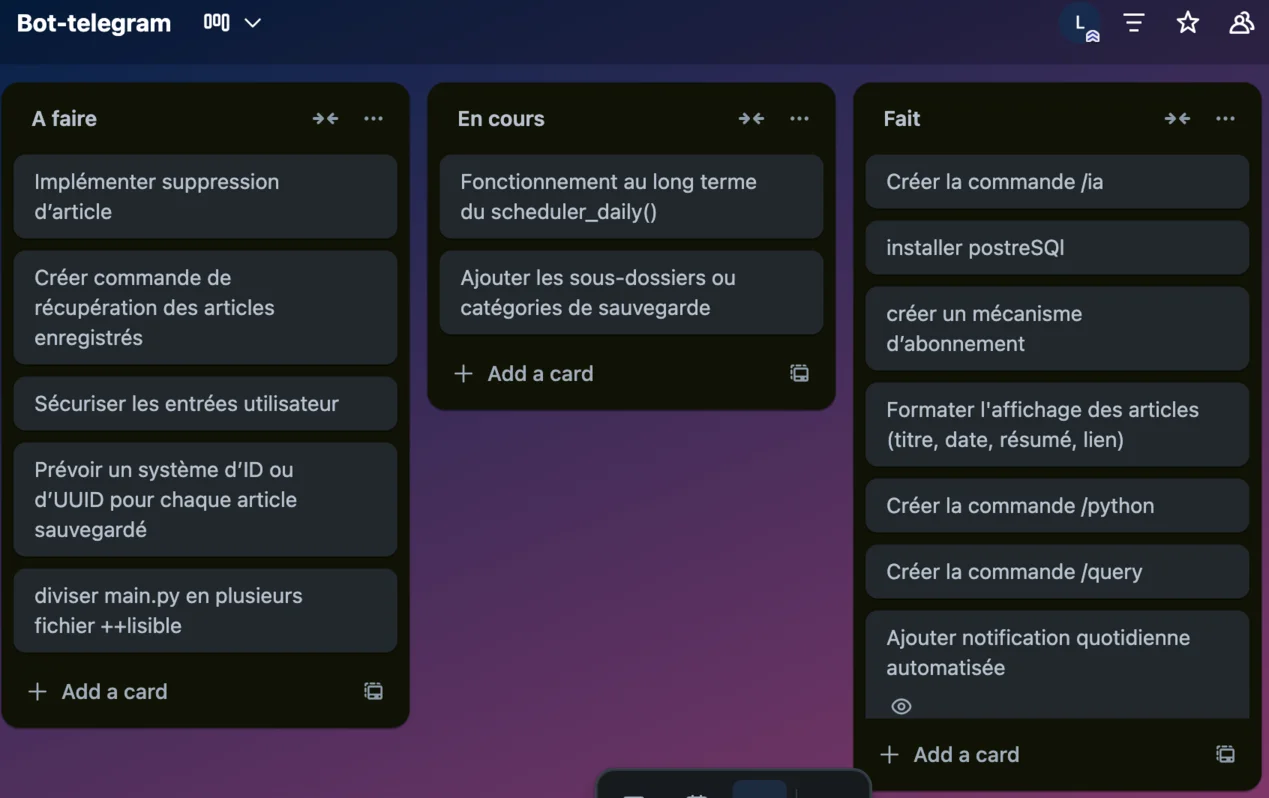 Bot-telegram
L
A faire
Implémenter suppression
d’article
Créer commande de
récupération des articles
enregistrés
Sécuriser les entrées utilisateur
Prévoir un système d’ID ou
d’UUID pour chaque article
sauvegardé
diviser main.py en plusieurs
fichier ++lisible
Add a card
En cours
Fonctionnement au long terme
du scheduler_daily()
Ajouter les sous-dossiers ou
catégories de sauvegarde
Add a card
Fait
Créer la commande /ia
installer postreSQl
créer un mécanisme
d’abonnement
Formater l'affichage des articles
(titre, date, résumé, lien)
Créer la commande /python
Créer la commande /query
Ajouter notification quotidienne
automatisée
Add a card